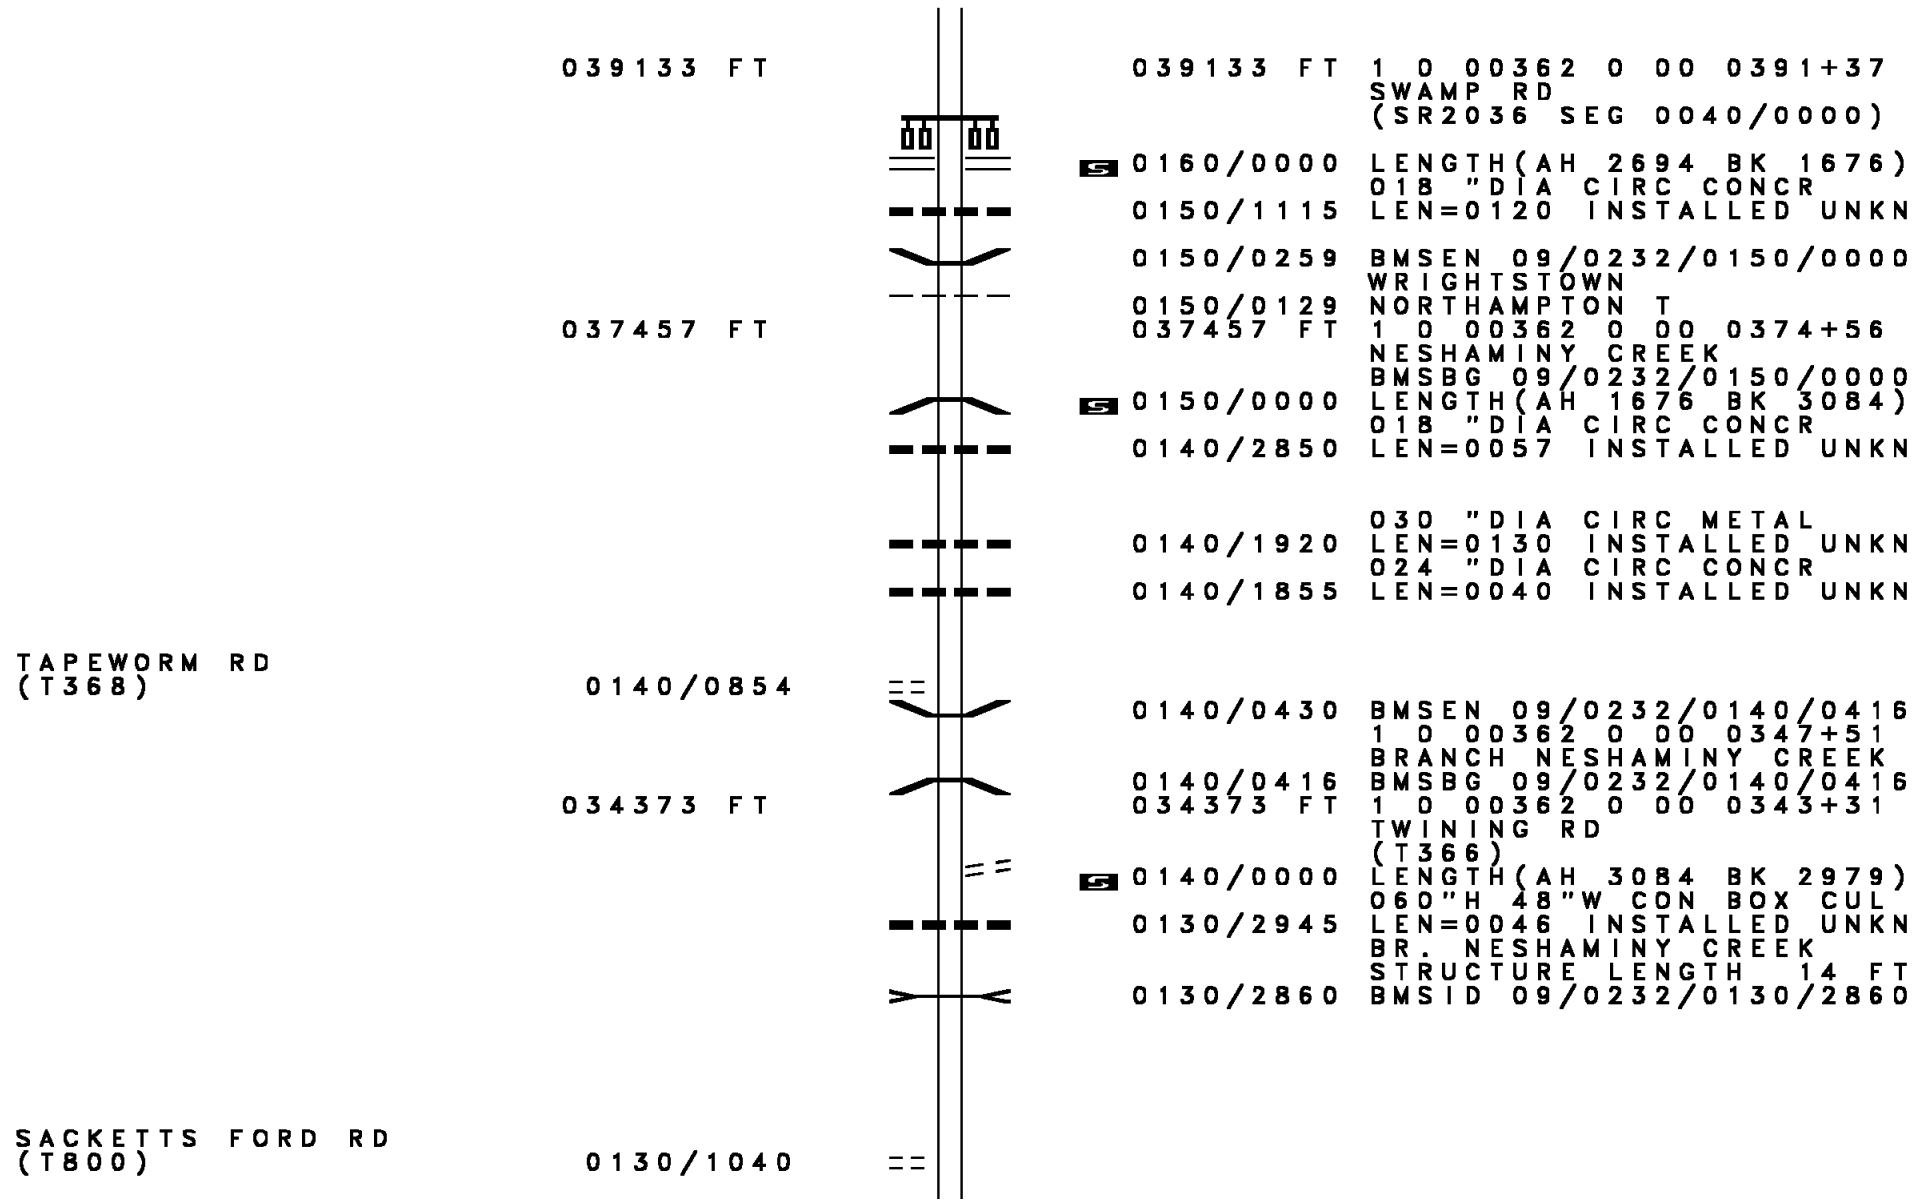 039133 FT 039133 FT 1 0 00362 0 00 0391+37
SWAMP RD
(SR2036 SEG 0040/0000)
S 0160/0000 LENGTH(AH 2694 BK 1676)
018 "DIA CIRC CONCR
0150/1115 LEN=0120 INSTALLED UNKN
0150/0259 BMSEN 09/0232/0150/0000
WRIGHTSTOWN
0150/0129 NORTHAMPTON T
037457 FT 037457 FT 1 0 00362 0 00 0374+56
NESHAMINY CREEK
BMSBG 09/0232/0150/0000
S 0150/0000 LENGTH(AH 1676 BK 3084)
018 "DIA CIRC CONCR
0140/2850 LEN=0057 INSTALLED UNKN
030 "DIA CIRC METAL
0140/1920 LEN=0130 INSTALLED UNKN
024 "DIA CIRC CONCR
0140/1855 LEN=0040 INSTALLED UNKN
TAPEWORM RD
(T368) 0140/0854
0140/0430 BMSEN 09/0232/0140/0416
1 0 00362 0 00 0347+51
BRANCH NESHAMINY CREEK
0140/0416 BMSBG 09/0232/0140/0416
034373 FT 034373 FT 1 0 00362 0 00 0343+31
TWINING RD
(T366)
S 0140/0000 LENGTH(AH 3084 BK 2979)
060"H 48"W CON BOX CUL
0130/2945 LEN=0046 INSTALLED UNKN
BR. NESHAMINY CREEK
STRUCTURE LENGTH 14 FT
0130/2860 BMSID 09/0232/0130/2860
SACKETTS FORD RD
(T800) 0130/1040